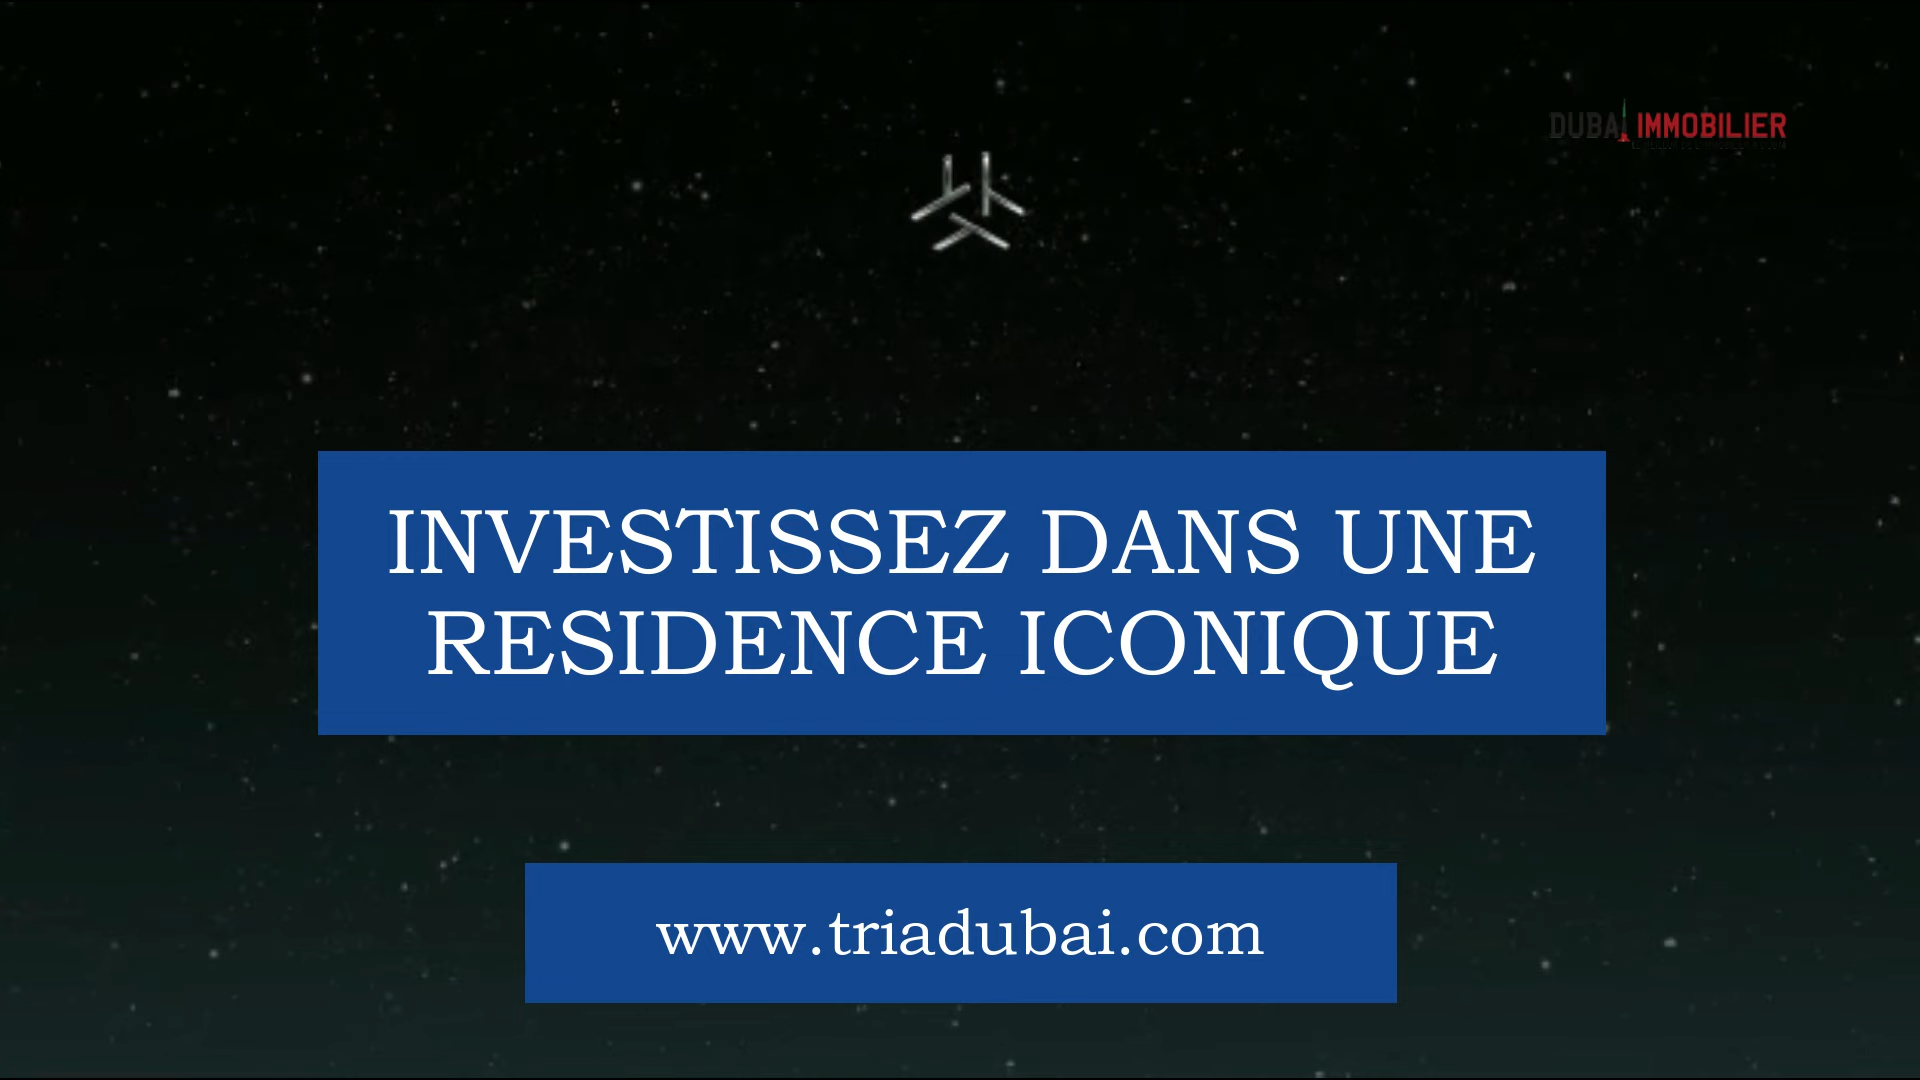 DUBAI IMMOBILIER
INVESTISSEZ DANS UNE
RESIDENCE ICONIQUE
www.triadubai.com